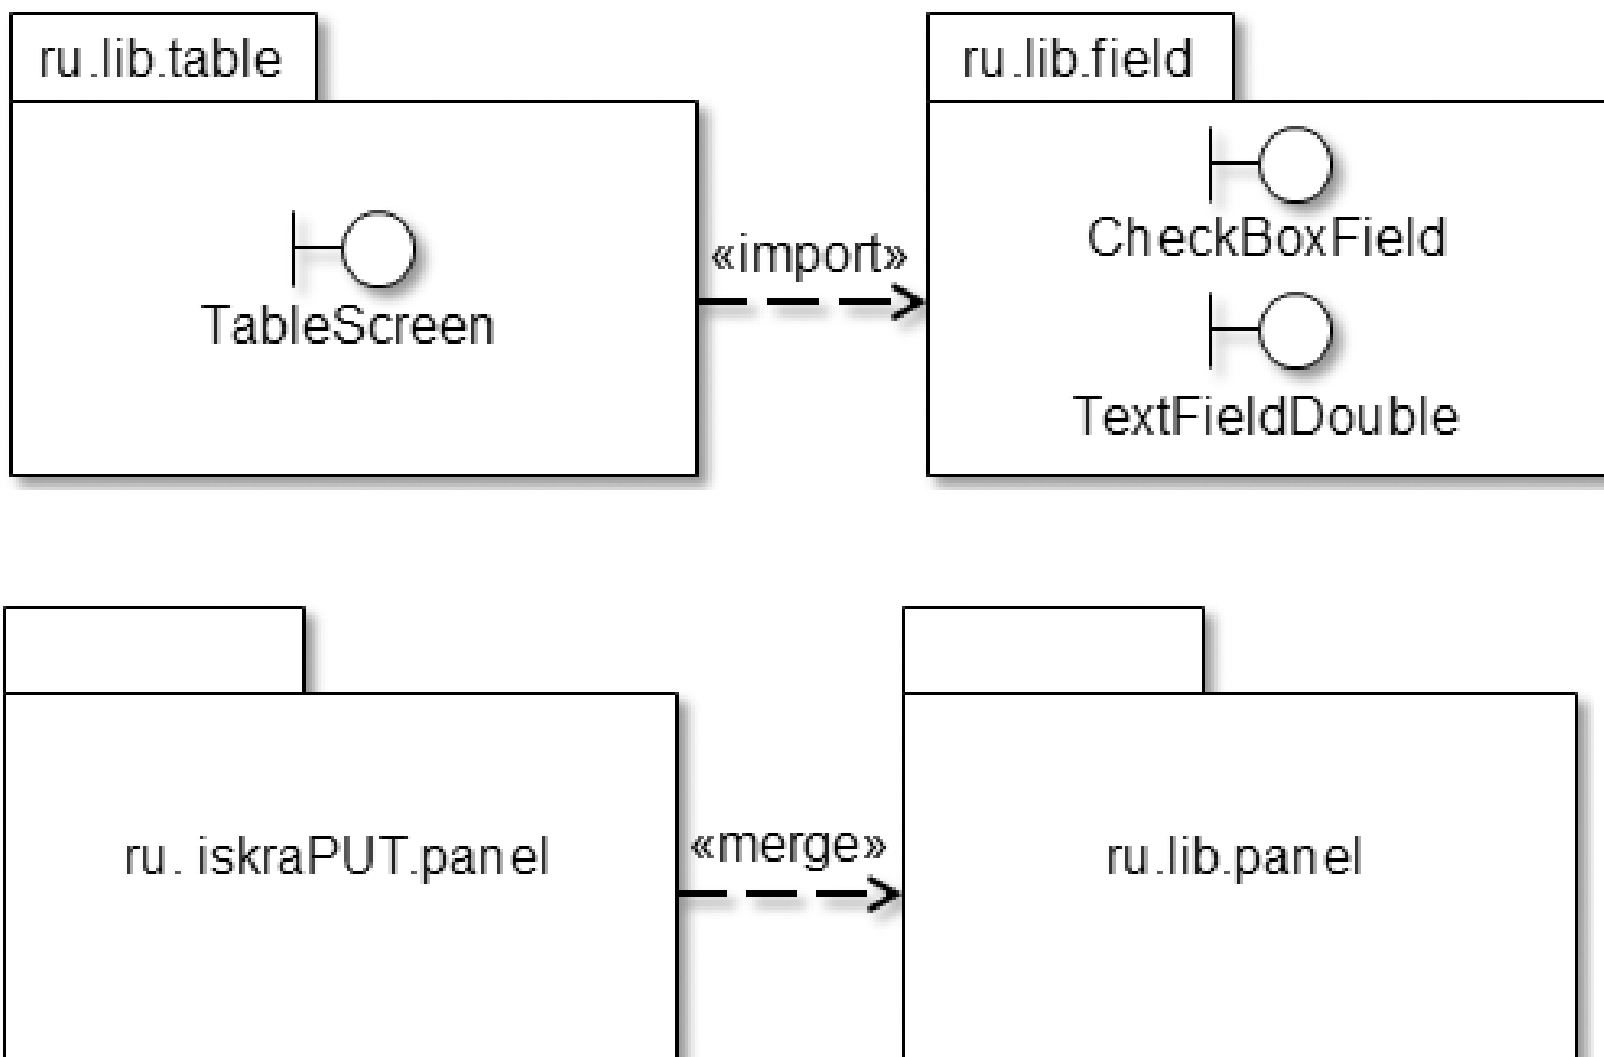 ru.lib.table
ru.lib.field
TableScreen
«import»
CheckBoxField
TextFieldDouble
ru. iskraPUT.panel
«merge»
ru.lib.panel